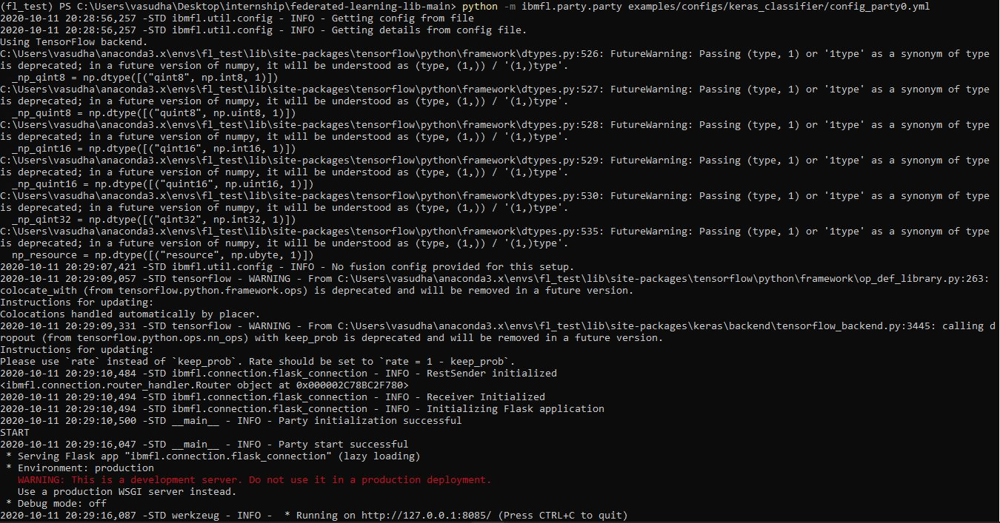 (fl_test) PS C:\Users\vasudha\Desktop\internship\federated-learning-lib-main> python -m ibmfl.party.party examples/configs/keras_classifier/config_party0.yml
2020-10-11 20:28:56,257 -STD ibmfl.util.config - INFO - Getting config from file
2020-10-11 20:28:56,257 -STD ibmfl.util.config - INFO - Getting details from config file.
Using TensorFlow backend.
C:\Users\vasudha\anaconda3.x\envs\fl_test\lib\site-packages\tensorflow\python\framework\dtypes.py:526: FutureWarning: Passing (type, 1) or '1type' as a synonym of type
is deprecated; in a future version of numpy, it will be understood as (type, (1,)) / '(1,)type'.
  _np_qint8 = np.dtype([("qint8", np.int8, 1)])
C:\Users\vasudha\anaconda3.x\envs\fl_test\lib\site-packages\tensorflow\python\framework\dtypes.py:527: FutureWarning: Passing (type, 1) or '1type' as a synonym of type
is deprecated; in a future version of numpy, it will be understood as (type, (1,)) / '(1,)type'.
  _np_quint8 = np.dtype([("quint8", np.uint8, 1)])
C:\Users\vasudha\anaconda3.x\envs\fl_test\lib\site-packages\tensorflow\python\framework\dtypes.py:528: FutureWarning: Passing (type, 1) or '1type' as a synonym of type
is deprecated; in a future version of numpy, it will be understood as (type, (1,)) / '(1,)type'.
  _np_qint16 = np.dtype([("qint16", np.int16, 1)])
C:\Users\vasudha\anaconda3.x\envs\fl_test\lib\site-packages\tensorflow\python\framework\dtypes.py:529: FutureWarning: Passing (type, 1) or '1type' as a synonym of type
is deprecated; in a future version of numpy, it will be understood as (type, (1,)) / '(1,)type'.
  _np_quint16 = np.dtype([("quint16", np.uint16, 1)])
C:\Users\vasudha\anaconda3.x\envs\fl_test\lib\site-packages\tensorflow\python\framework\dtypes.py:530: FutureWarning: Passing (type, 1) or '1type' as a synonym of type
is deprecated; in a future version of numpy, it will be understood as (type, (1,)) / '(1,)type'.
  _np_qint32 = np.dtype([("qint32", np.int32, 1)])
C:\Users\vasudha\anaconda3.x\envs\fl_test\lib\site-packages\tensorflow\python\framework\dtypes.py:535: FutureWarning: Passing (type, 1) or '1type' as a synonym of type
is deprecated; in a future version of numpy, it will be understood as (type, (1,)) / '(1,)type'.
  np_resource = np.dtype([("resource", np.ubyte, 1)])
2020-10-11 20:29:07,421 -STD ibmfl.util.config - INFO - No fusion config provided for this setup.
2020-10-11 20:29:09,057 -STD tensorflow - WARNING - From C:\Users\vasudha\anaconda3.x\envs\fl_test\lib\site-packages\tensorflow\python\framework\op_def_library.py:263:
colocate_with (from tensorflow.python.framework.ops) is deprecated and will be removed in a future version.
Instructions for updating:
Colocations handled automatically by placer.
2020-10-11 20:29:09,331 -STD tensorflow - WARNING - From C:\Users\vasudha\anaconda3.x\envs\fl_test\lib\site-packages\keras\backend\tensorflow_backend.py:3445: calling d
ropout (from tensorflow.python.ops.nn_ops) with keep_prob is deprecated and will be removed in a future version.
Instructions for updating:
Please use `rate` instead of `keep_prob`. Rate should be set to `rate = 1 - keep_prob`.
2020-10-11 20:29:10,484 -STD ibmfl.connection.flask_connection - INFO - RestSender initialized
<ibmfl.connection.router_handler.Router object at 0x000002C78BC2F780>
2020-10-11 20:29:10,494 -STD ibmfl.connection.flask_connection - INFO - Receiver Initialized
2020-10-11 20:29:10,494 -STD ibmfl.connection.flask_connection - INFO - Initializing Flask application
2020-10-11 20:29:10,500 -STD __main__ - INFO - Party initialization successful
START
2020-10-11 20:29:16,047 -STD __main__ - INFO - Party start successful
 * Serving Flask app "ibmfl.connection.flask_connection" (lazy loading)
 * Environment: production
   WARNING: This is a development server. Do not use it in a production deployment.
   Use a production WSGI server instead.
 * Debug mode: off
2020-10-11 20:29:16,087 -STD werkzeug - INFO -  * Running on http://127.0.0.1:8085/ (Press CTRL+C to quit)